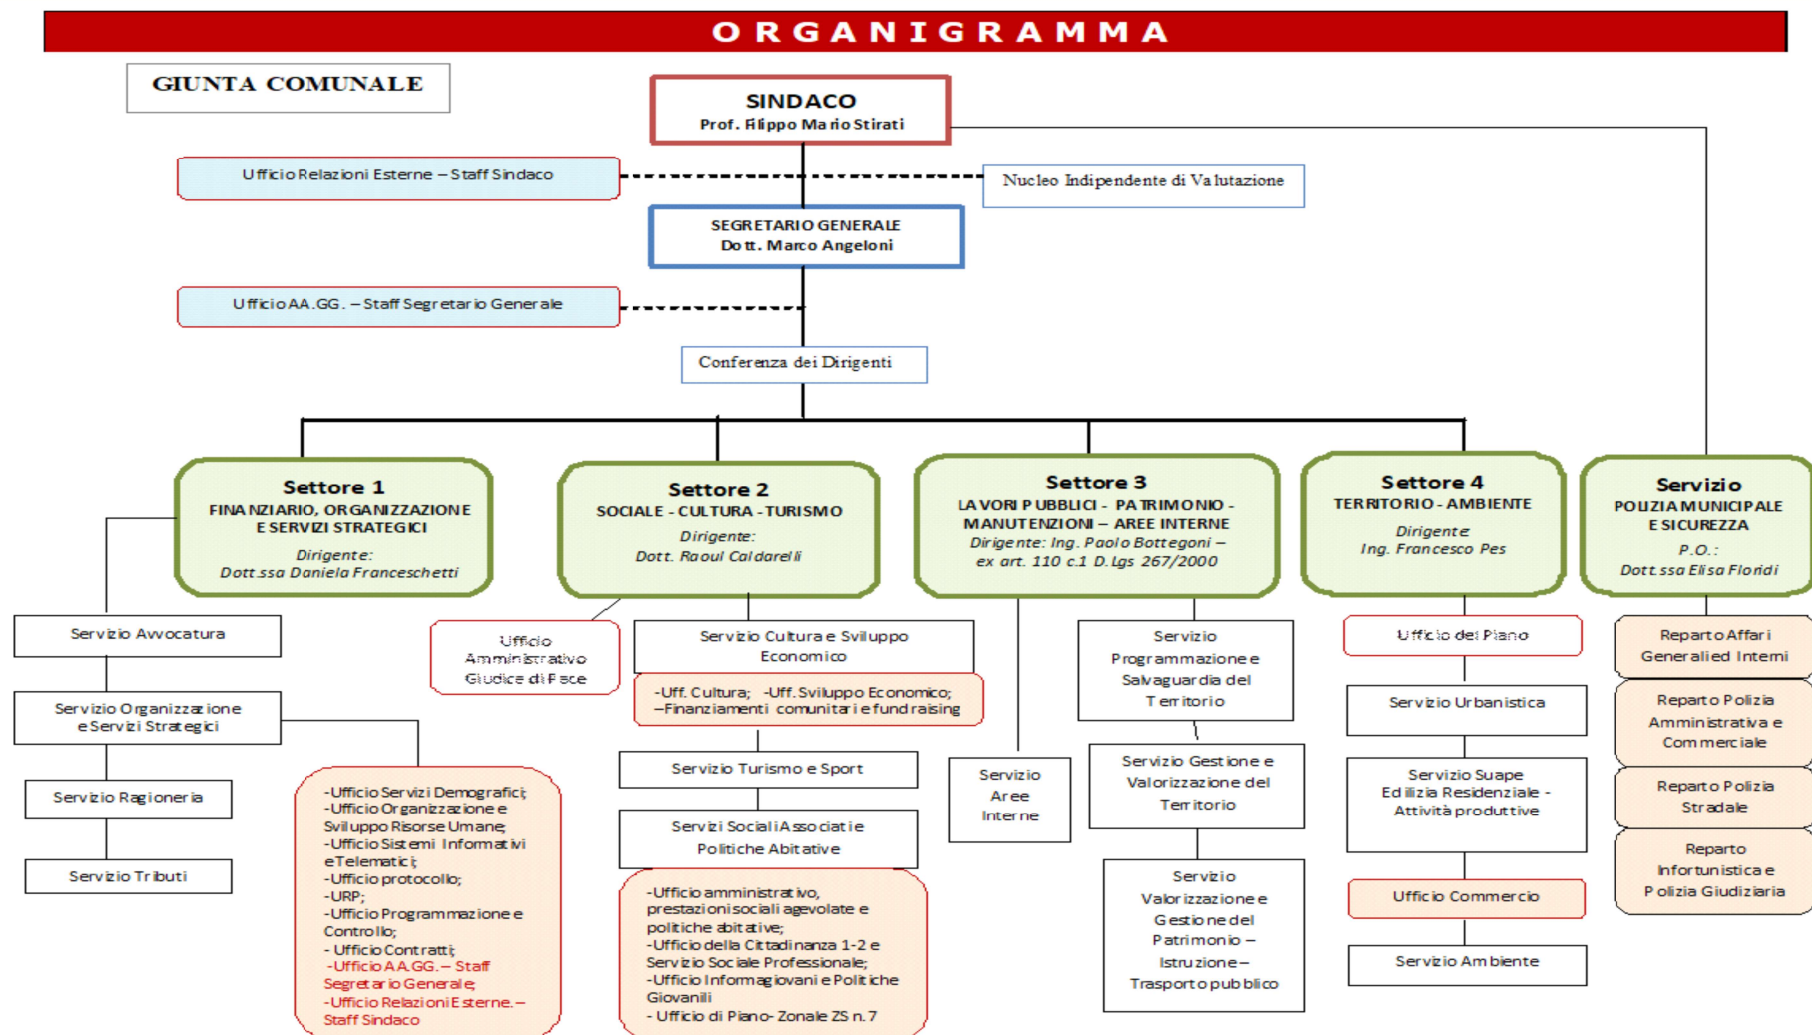 ORGANIGRAMMA
GIUNTA COMUNALE
SINDACO
Prof. Filippo Mario Stirati
Ufficio Relazioni Esterne – Staff Sindaco
Nucleo Indipendente di Valutazione
SEGRETARIO GENERALE
Dott. Marco Angeloni
Ufficio AA.GG. – Staff Segretario Generale
Conferenza dei Dirigenti
Settore 1
FINANZIARIO, ORGANIZZAZIONE
E SERVIZI STRATEGICI
Dirigente:
Dott.ssa Daniela Franceschetti
Servizio Avvocatura
Servizio Organizzazione
e Servizi Strategici
Servizio Ragioneria
Servizio Tributi
-Ufficio Servizi Demografici;
-Ufficio Organizzazione e
Sviluppo Risorse Umane;
-Ufficio Sistemi Informativi
e Telematici;
-Ufficio protocollo;
-URP;
-Ufficio Programmazione e
Controllo;
- Ufficio Contratti;
-Ufficio AA.GG. – Staff
Segretario Generale;
-Ufficio Relazioni Esterne. –
Staff Sindaco
Settore 2
SOCIALE - CULTURA - TURISMO
Dirigente:
Dott. Raoul Caldarelli
Ufficio
Amministrativo
Giudice di Pace
Servizio Cultura e Sviluppo
Economico
-Uff. Cultura; -Uff. Sviluppo Economico;
–Finanziamenti comunitari e fund raising
Servizio Turismo e Sport
Servizi Sociali Associati e
Politiche Abitative
-Ufficio amministrativo,
prestazioni sociali agevolate e
politiche abitative;
-Ufficio della Cittadinanza 1-2 e
Servizio Sociale Professionale;
-Ufficio Informagiovani e Politiche
Giovanili
- Ufficio di Piano- Zonale ZS n. 7
Settore 3
LAVORI PUBBLICI - PATRIMONIO -
MANUTENZIONI – AREE INTERNE
Dirigente: Ing. Paolo Bottegoni –
ex art. 110 c.1 D.Lgs 267/2000
Servizio
Aree
Interne
Servizio
Programmazione e
Salvaguardia del
Territorio
Servizio Gestione e
Valorizzazione del
Territorio
Servizio
Valorizzazione e
Gestione del
Patrimonio –
Istruzione –
Trasporto pubblico
Settore 4
TERRITORIO - AMBIENTE
Dirigente:
Ing. Francesco Pes
Ufficio del Piano
Servizio Urbanistica
Servizio Suape
Edilizia Residenziale -
Attività produttive
Ufficio Commercio
Servizio Ambiente
Servizio
POLIZIA MUNICIPALE
E SICUREZZA
P.O.:
Dott.ssa Elisa Floridi
Reparto Affari
Generali ed Interni
Reparto Polizia
Amministrativa e
Commerciale
Reparto Polizia
Stradale
Reparto
Infortunistica e
Polizia Giudiziaria